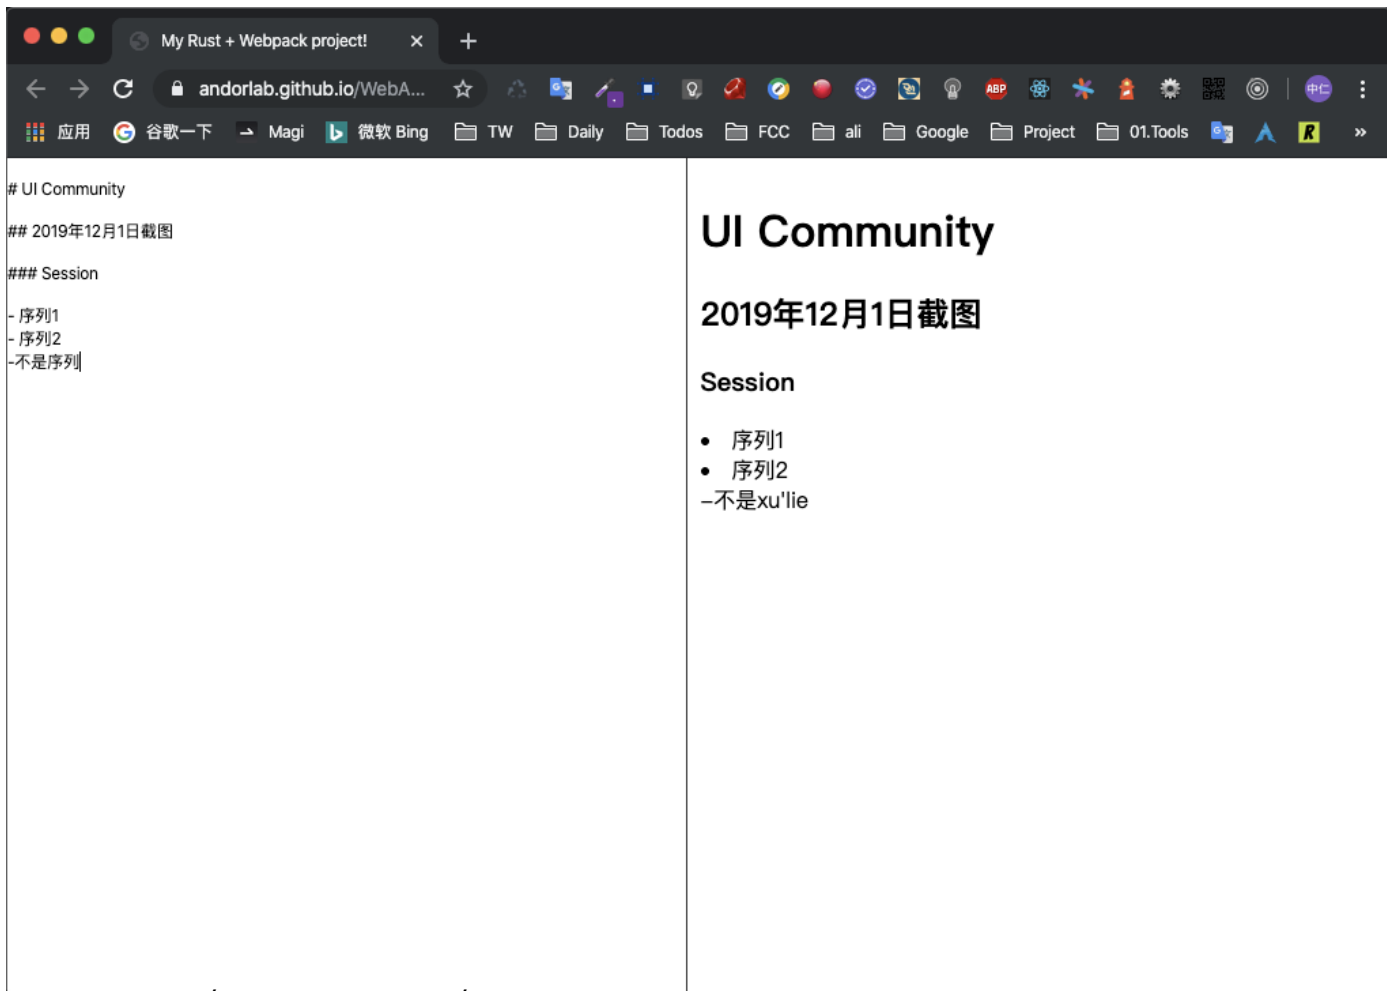 My Rust + Webpack project!
andorlab.github.io/WebA...
ABP
中仁
应用
谷歌一下
Magi
微软 Bing
TW
Daily
Todos
FCC
ali
Google
Project
01.Tools
R
»
# UI Community
## 2019年12月1日截图
### Session
- 序列1
- 序列2
-不是序列
UI Community
2019年12月1日截图
Session
• 序列1
• 序列2
–不是xu'lie